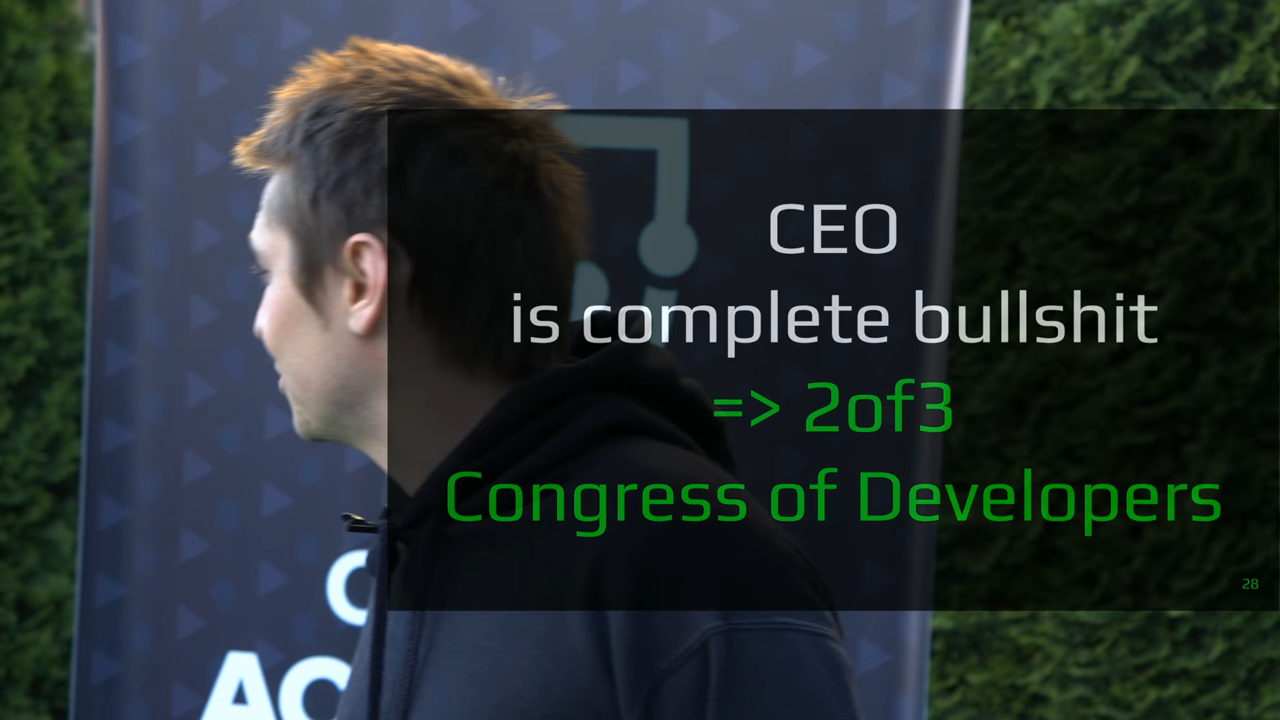 CEO
is complete bullshit
=> 2of3
Congress of Developers
28